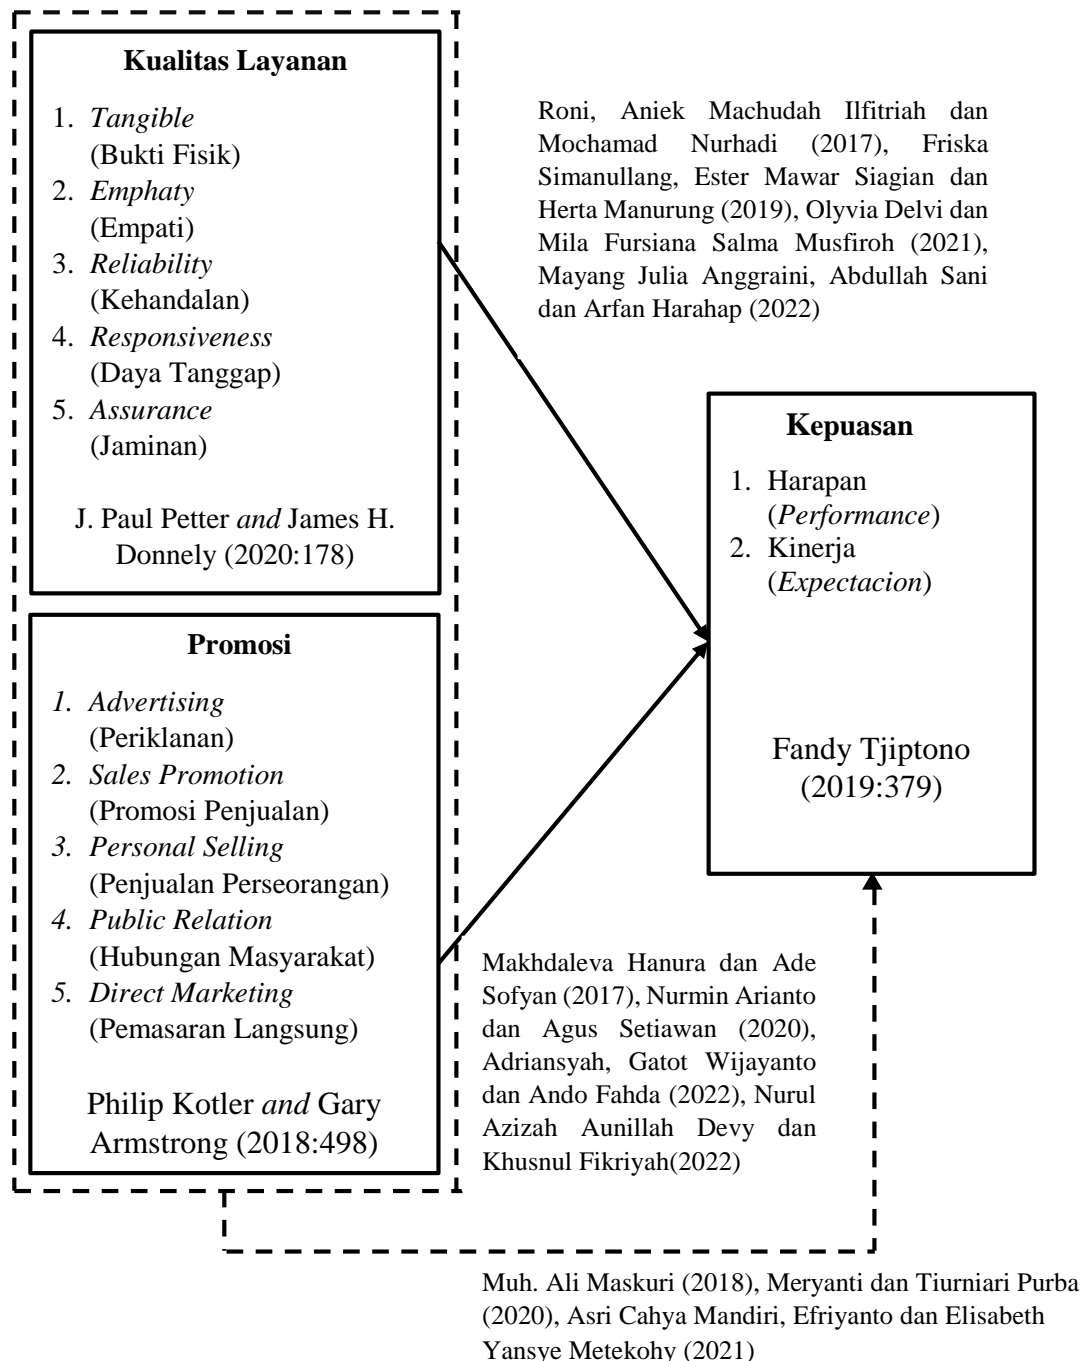 Kualitas Layanan
1. Tangible
(Bukti Fisik)
2. Emphaty
(Empati)
3. Reliability
(Kehandalan)
4. Responsiveness
(Daya Tanggap)
5. Assurance
(Jaminan)
J. Paul Petter and James H.
Donnely (2020:178)
Roni, Aniek Machudah Ilfitriah dan
Mochamad Nurhadi (2017), Friska
Simanullang, Ester Mawar Siagian dan
Herta Manurung (2019), Olyvia Delvi dan
Mila Fursiana Salma Musfiroh (2021),
Mayang Julia Anggraini, Abdullah Sani
dan Arfan Harahap (2022)
Kepuasan
1. Harapan
(Performance)
2. Kinerja
(Expectacion)
Fandy Tjiptono
(2019:379)
Promosi
1. Advertising
(Periklanan)
2. Sales Promotion
(Promosi Penjualan)
3. Personal Selling
(Penjualan Perseorangan)
4. Public Relation
(Hubungan Masyarakat)
5. Direct Marketing
(Pemasaran Langsung)
Philip Kotler and Gary
Armstrong (2018:498)
Makhdaleva Hanura dan Ade
Sofyan (2017), Nurmin Arianto
dan Agus Setiawan (2020),
Adriansyah, Gatot Wijayanto
dan Ando Fahda (2022), Nurul
Azizah Aunillah Devy dan
Khusnul Fikriyah(2022)
Muh. Ali Maskuri (2018), Meryanti dan Tiurniari Purba
(2020), Asri Cahya Mandiri, Efriyanto dan Elisabeth
Yansye Metekohy (2021)